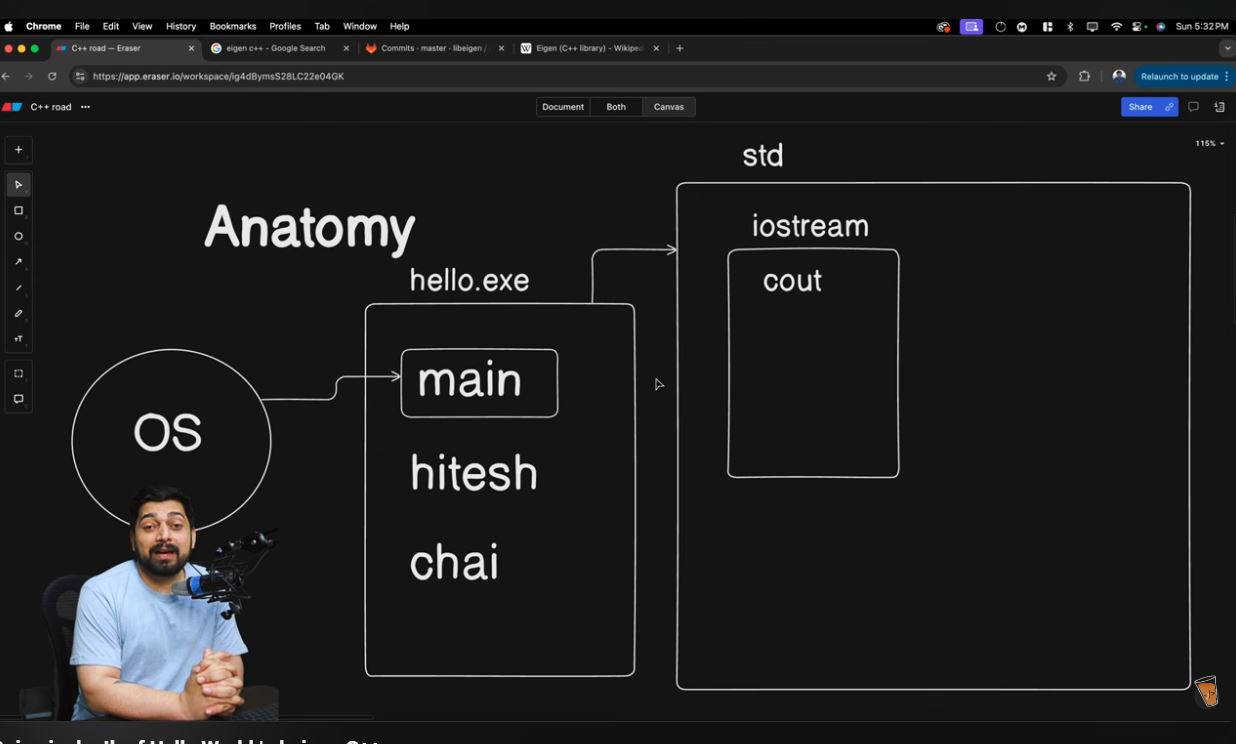 Chrome File Edit View History Bookmarks Profiles Tab Window Help Sun 5:32 PM
C++ road — Eraser eigen c++ - Google Search Commits · master · libeigen / Eigen (C++ library) - Wikiped
https://app.eraser.io/workspace/ig4dBymsS28LC22e04GK Relaunch to update
C++ road Document Both Canvas Share
115%
std
Anatomy
iostream
hello.exe
cout
main
OS
hitesh
chai